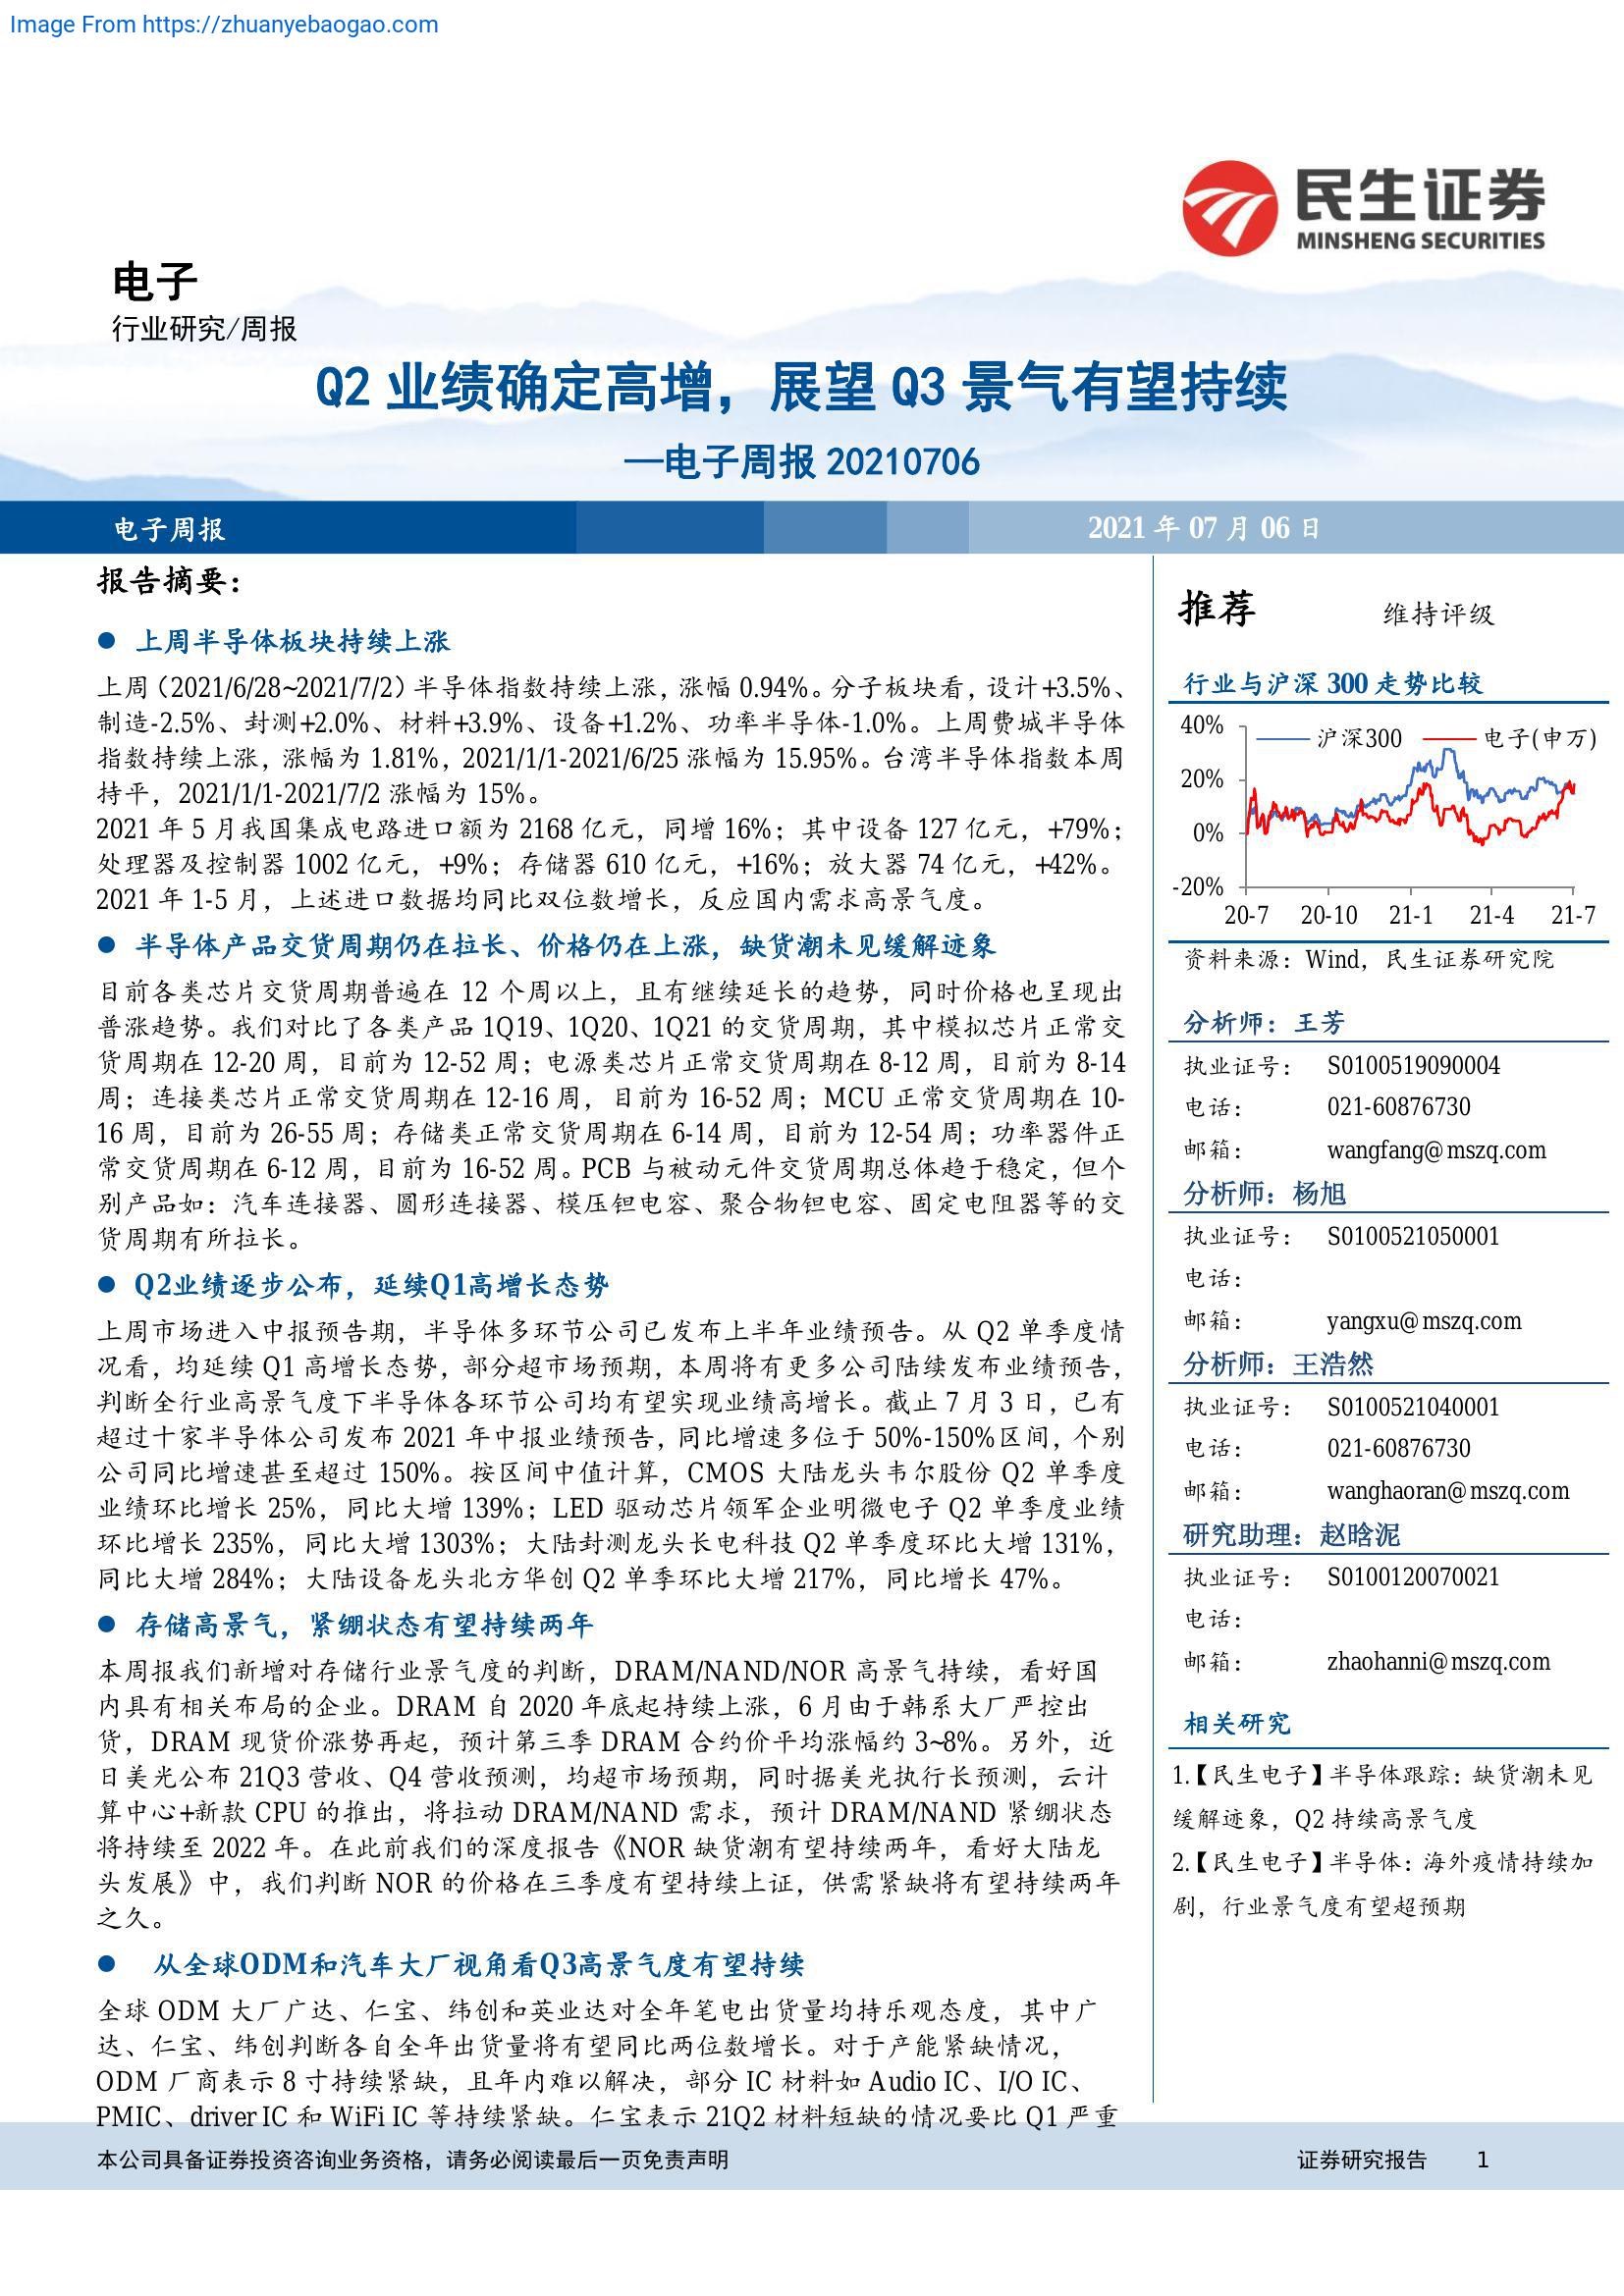 Image From https://zhuanyebaogao.com
民生证券
MINSHENG SECURITIES
电子
行业研究/周报
Q2 业绩确定高增，展望 Q3 景气有望持续
—电子周报 20210706
电子周报
2021 年 07 月 06 日
报告摘要：
● 上周半导体板块持续上涨
上周（2021/6/28~2021/7/2）半导体指数持续上涨，涨幅 0.94%。分子板块看，设计+3.5%、
制造-2.5%、封测+2.0%、材料+3.9%、设备+1.2%、功率半导体-1.0%。上周费城半导体
指数持续上涨，涨幅为 1.81%，2021/1/1-2021/6/25 涨幅为 15.95%。台湾半导体指数本周
持平，2021/1/1-2021/7/2 涨幅为 15%。
2021 年 5 月我国集成电路进口额为 2168 亿元，同增 16%；其中设备 127 亿元，+79%；
处理器及控制器 1002 亿元，+9%；存储器 610 亿元，+16%；放大器 74 亿元，+42%。
2021 年 1-5 月，上述进口数据均同比双位数增长，反应国内需求高景气度。
● 半导体产品交货周期仍在拉长、价格仍在上涨，缺货潮未见缓解迹象
目前各类芯片交货周期普遍在 12 个周以上，且有继续延长的趋势，同时价格也呈现出
普涨趋势。我们对比了各类产品 1Q19、1Q20、1Q21 的交货周期，其中模拟芯片正常交
货周期在 12-20 周，目前为 12-52 周；电源类芯片正常交货周期在 8-12 周，目前为 8-14
周；连接类芯片正常交货周期在 12-16 周，目前为 16-52 周；MCU 正常交货周期在 10-
16 周，目前为 26-55 周；存储类正常交货周期在 6-14 周，目前为 12-54 周；功率器件正
常交货周期在 6-12 周，目前为 16-52 周。PCB 与被动元件交货周期总体趋于稳定，但个
别产品如：汽车连接器、圆形连接器、模压钽电容、聚合物钽电容、固定电阻器等的交
货周期有所拉长。
● Q2业绩逐步公布，延续Q1高增长态势
上周市场进入中报预告期，半导体多环节公司已发布上半年业绩预告。从 Q2 单季度情
况看，均延续 Q1 高增长态势，部分超市场预期，本周将有更多公司陆续发布业绩预告，
判断全行业高景气度下半导体各环节公司均有望实现业绩高增长。截止 7 月 3 日，已有
超过十家半导体公司发布 2021 年中报业绩预告，同比增速多位于 50%-150%区间，个别
公司同比增速甚至超过 150%。按区间中值计算，CMOS 大陆龙头韦尔股份 Q2 单季度
业绩环比增长 25%，同比大增 139%；LED 驱动芯片领军企业明微电子 Q2 单季度业绩
环比增长 235%，同比大增 1303%；大陆封测龙头长电科技 Q2 单季度环比大增 131%，
同比大增 284%；大陆设备龙头北方华创 Q2 单季环比大增 217%，同比增长 47%。
● 存储高景气，紧绷状态有望持续两年
本周报我们新增对存储行业景气度的判断，DRAM/NAND/NOR 高景气持续，看好国
内具有相关布局的企业。DRAM 自 2020 年底起持续上涨，6 月由于韩系大厂严控出
货，DRAM 现货价涨势再起，预计第三季 DRAM 合约价平均涨幅约 3~8%。另外，近
日美光公布 21Q3 营收、Q4 营收预测，均超市场预期，同时据美光执行长预测，云计
算中心+新款 CPU 的推出，将拉动 DRAM/NAND 需求，预计 DRAM/NAND 紧绷状态
将持续至 2022 年。在此前我们的深度报告《NOR 缺货潮有望持续两年，看好大陆龙
头发展》中，我们判断 NOR 的价格在三季度有望持续上证，供需紧缺将有望持续两年
之久。
● 从全球ODM和汽车大厂视角看Q3高景气度有望持续
全球 ODM 大厂广达、仁宝、纬创和英业达对全年笔电出货量均持乐观态度，其中广
达、仁宝、纬创判断各自全年出货量将有望同比两位数增长。对于产能紧缺情况，
ODM 厂商表示 8 寸持续紧缺，且年内难以解决，部分 IC 材料如 Audio IC、I/O IC、
PMIC、driver IC 和 WiFi IC 等持续紧缺。仁宝表示 21Q2 材料短缺的情况要比 Q1 严重
推荐 维持评级
行业与沪深 300 走势比较
沪深300 电子(申万)
40%
20%
0%
-20%
20-7 20-10 21-1 21-4 21-7
资料来源：Wind，民生证券研究院
分析师：王芳
执业证号： S0100519090004
电话： 021-60876730
邮箱： wangfang@mszq.com
分析师：杨旭
执业证号： S0100521050001
电话：
邮箱： yangxu@mszq.com
分析师：王浩然
执业证号： S0100521040001
电话： 021-60876730
邮箱： wanghaoran@mszq.com
研究助理：赵晗泥
执业证号： S0100120070021
电话：
邮箱： zhaohanni@mszq.com
相关研究
1.【民生电子】半导体跟踪：缺货潮未见
缓解迹象，Q2 持续高景气度
2.【民生电子】半导体：海外疫情持续加
剧，行业景气度有望超预期
本公司具备证券投资咨询业务资格，请务必阅读最后一页免责声明
证券研究报告 1